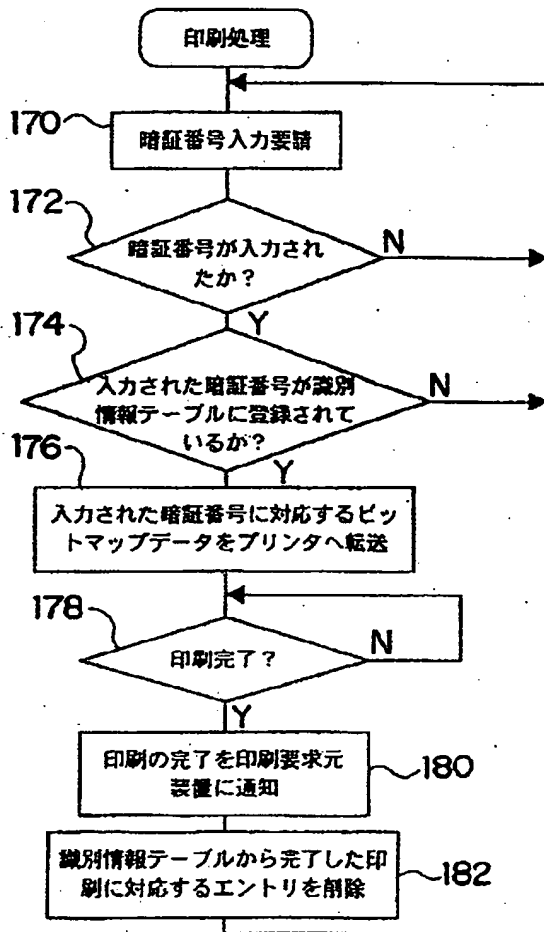 印刷処理
170
暗証番号入力要請
172
暗証番号が入力され
たか？
N
Y
174
入力された暗証番号が識別
情報テーブルに登録されて
いるか？
N
Y
176
入力された暗証番号に対応するビッ
トマップデータをプリンタへ転送
178
印刷完了？
N
Y
印刷の完了を印刷要求元
装置に通知
180
識別情報テーブルから完了した印
刷に対応するエントリを削除
182